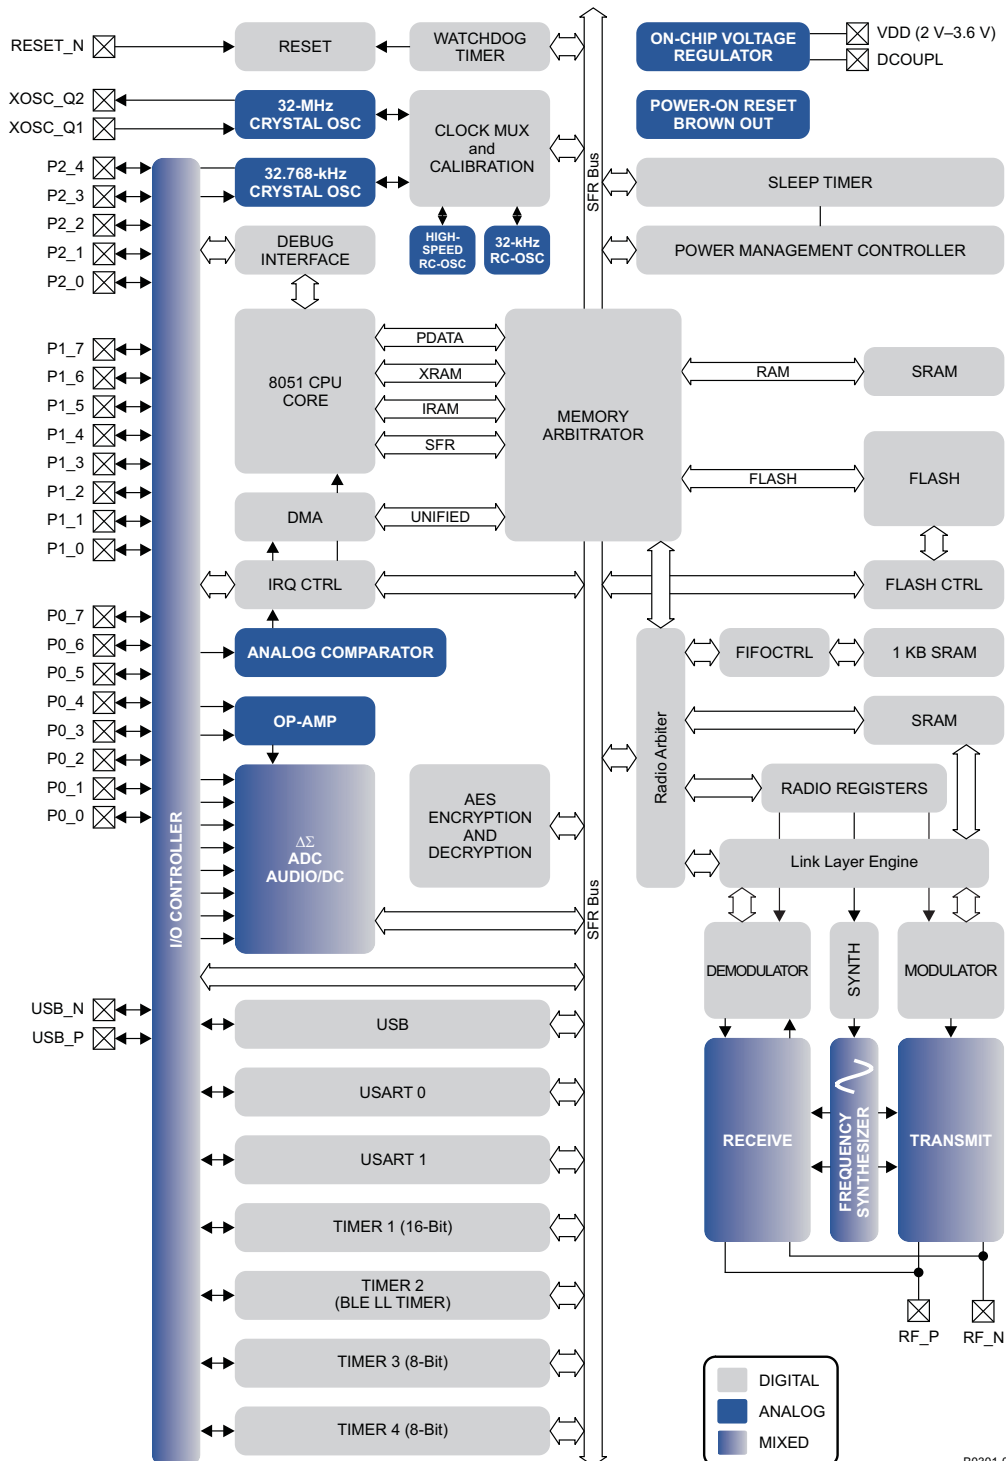 RESET_N
RESET
WATCHDOG
TIMER
ON-CHIP VOLTAGE
REGULATOR
VDD (2 V–3.6 V)
DCOUPL
XOSC_Q2
XOSC_Q1
32-MHz
CRYSTAL OSC
CLOCK MUX
and
CALIBRATION
POWER-ON RESET
BROWN OUT
SFR Bus
P2_4
P2_3
P2_2
P2_1
P2_0
32.768-kHz
CRYSTAL OSC
SLEEP TIMER
HIGH-
SPEED
RC-OSC
32-kHz
RC-OSC
POWER MANAGEMENT CONTROLLER
DEBUG
INTERFACE
P1_7
P1_6
P1_5
P1_4
P1_3
P1_2
P1_1
P1_0
8051 CPU
CORE
PDATA
XRAM
IRAM
SFR
MEMORY
ARBITRATOR
RAM
SRAM
FLASH
FLASH
DMA
UNIFIED
IRQ CTRL
FLASH CTRL
P0_7
P0_6
P0_5
P0_4
P0_3
P0_2
P0_1
P0_0
ANALOG COMPARATOR
OP-AMP
Radio Arbiter
FIFOCTRL
1 KB SRAM
SRAM
RADIO REGISTERS
Link Layer Engine
I/O CONTROLLER
ΔΣ
ADC
AUDIO/DC
AES
ENCRYPTION
AND
DECRYPTION
SFR Bus
DEMODULATOR
SYNTH
MODULATOR
USB_N
USB_P
USB
USART 0
USART 1
TIMER 1 (16-Bit)
TIMER 2
(BLE LL TIMER)
TIMER 3 (8-Bit)
TIMER 4 (8-Bit)
RECEIVE
FREQUENCY
SYNTHESIZER
TRANSMIT
RF_P
RF_N
DIGITAL
ANALOG
MIXED